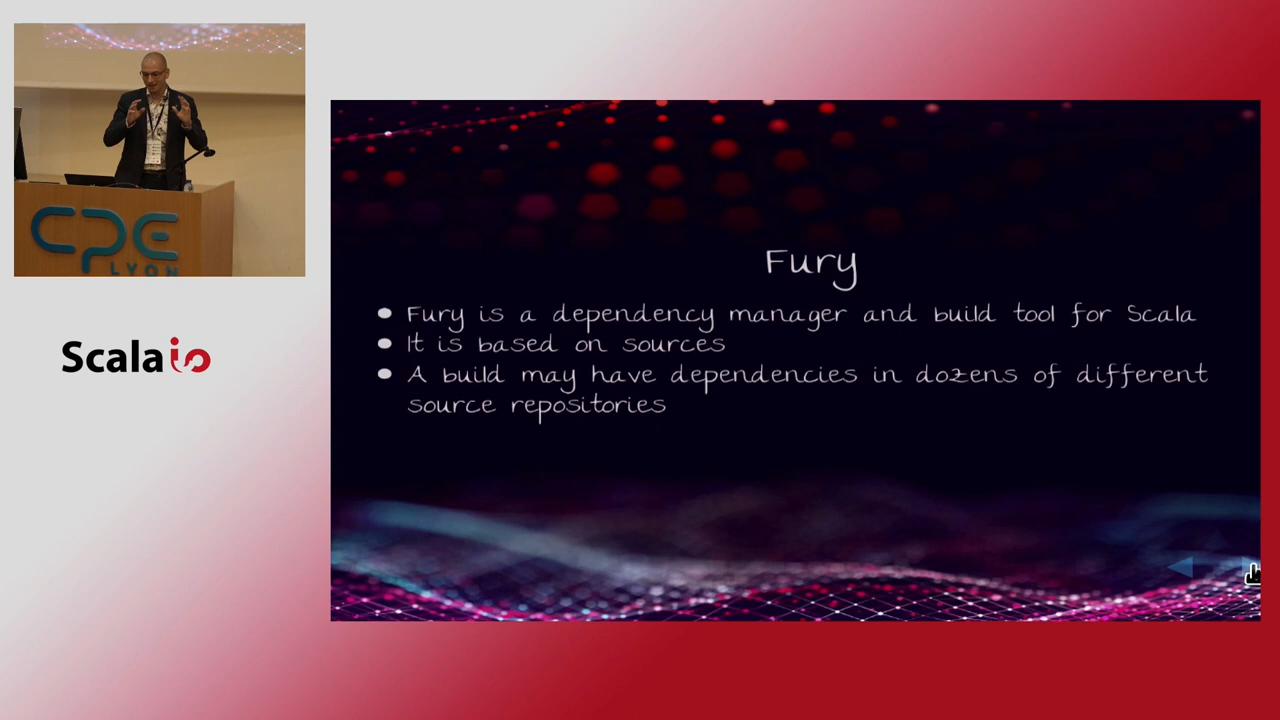 CPE
LYON
Scala io
Fury
• Fury is a dependency manager and build tool for Scala
• It is based on sources
• A build may have dependencies in dozens of different
source repositories